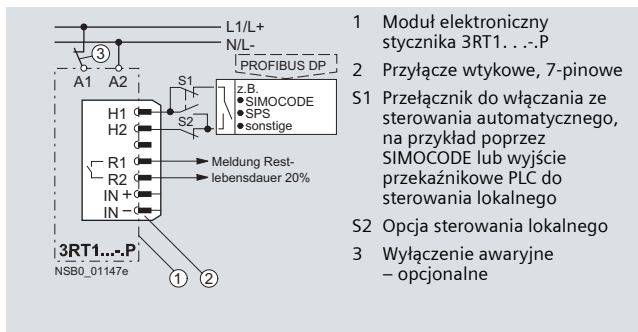 L1/L+
N/L-
3
PROFIBUS DP
A1 A2
S1
z.B.
●SIMOCODE
●SPS
●sonstige
H1
H2
S2
R1
R2
Meldung Rest-
lebensdauer 20%
IN +
IN −
3RT1...-.P
NSB0_01147e
1
2
1 Moduł elektroniczny
stycznika 3RT1. . .-.P
2 Przyłącze wtykowe, 7-pinowe
S1 Przełącznik do włączania ze
sterowania automatycznego,
na przykład poprzez
SIMOCODE lub wyjście
przekaźnikowe PLC do
sterowania lokalnego
S2 Opcja sterowania lokalnego
3 Wyłączenie awaryjne
– opcjonalne